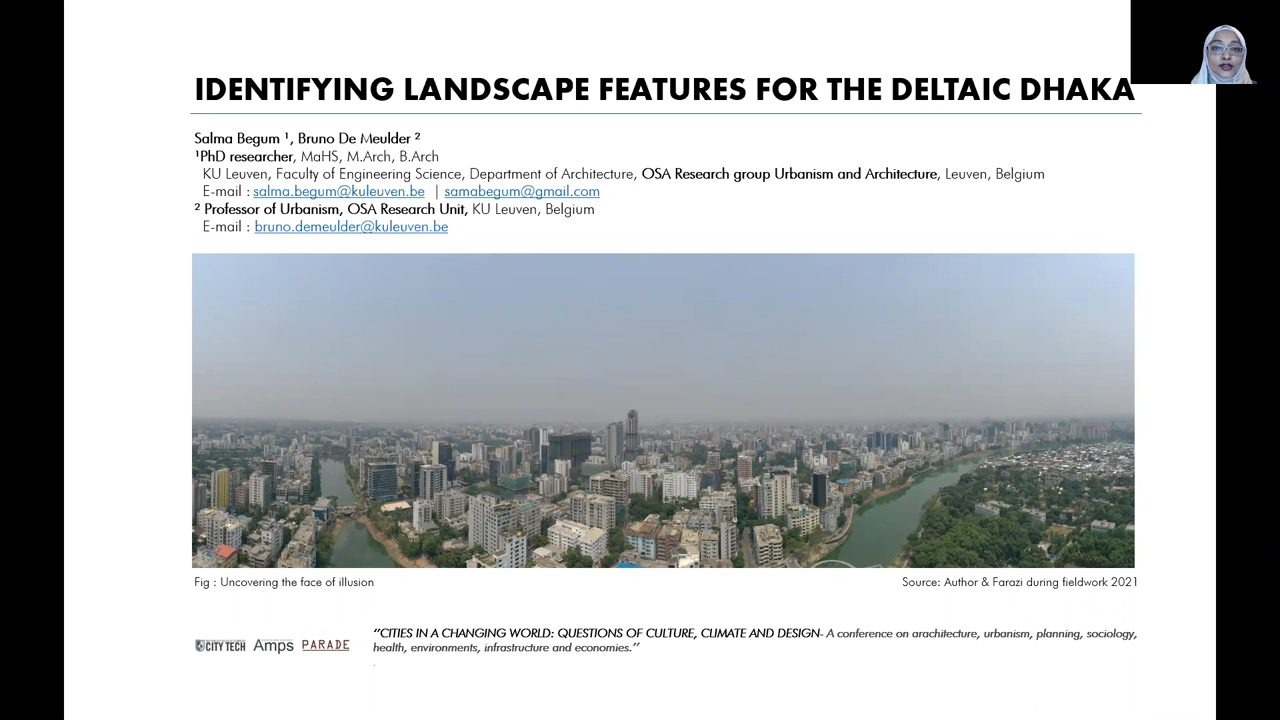 IDENTIFYING LANDSCAPE FEATURES FOR THE DELTAIC DHAKA
Salma Begum ¹, Bruno De Meulder ²
¹PhD researcher, MaHS, M.Arch, B.Arch
KU Leuven, Faculty of Engineering Science, Department of Architecture, OSA Research group Urbanism and Architecture, Leuven, Belgium
E-mail : salma.begum@kuleuven.be | samabegum@gmail.com
² Professor of Urbanism, OSA Research Unit, KU Leuven, Belgium
E-mail : bruno.demeulder@kuleuven.be
Fig : Uncovering the face of illusion
Source: Author & Farazi during fieldwork 2021
CITY TECH Amps PARADE
“CITIES IN A CHANGING WORLD: QUESTIONS OF CULTURE, CLIMATE AND DESIGN- A conference on arachitecture, urbanism, planning, sociology,
health, environments, infrastructure and economies.”